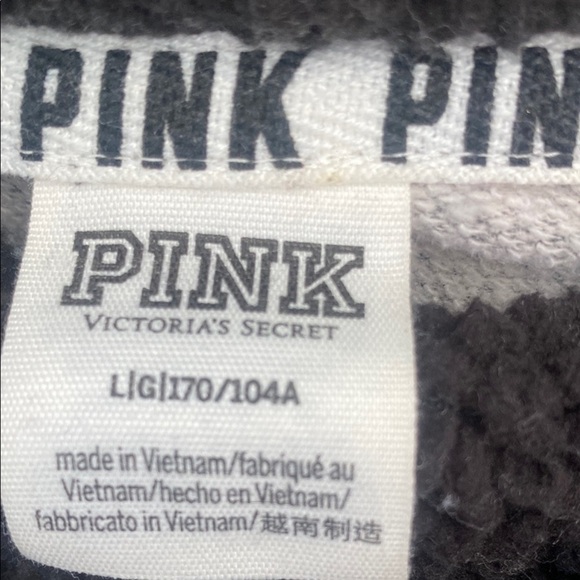 PINK PIN
PINK
VICTORIA'S SECRET
L|G|170/104A
made in Vietnam/fabriqué au
Vietnam/hecho en Vietnam/
fabbricato in Vietnam/越南制造